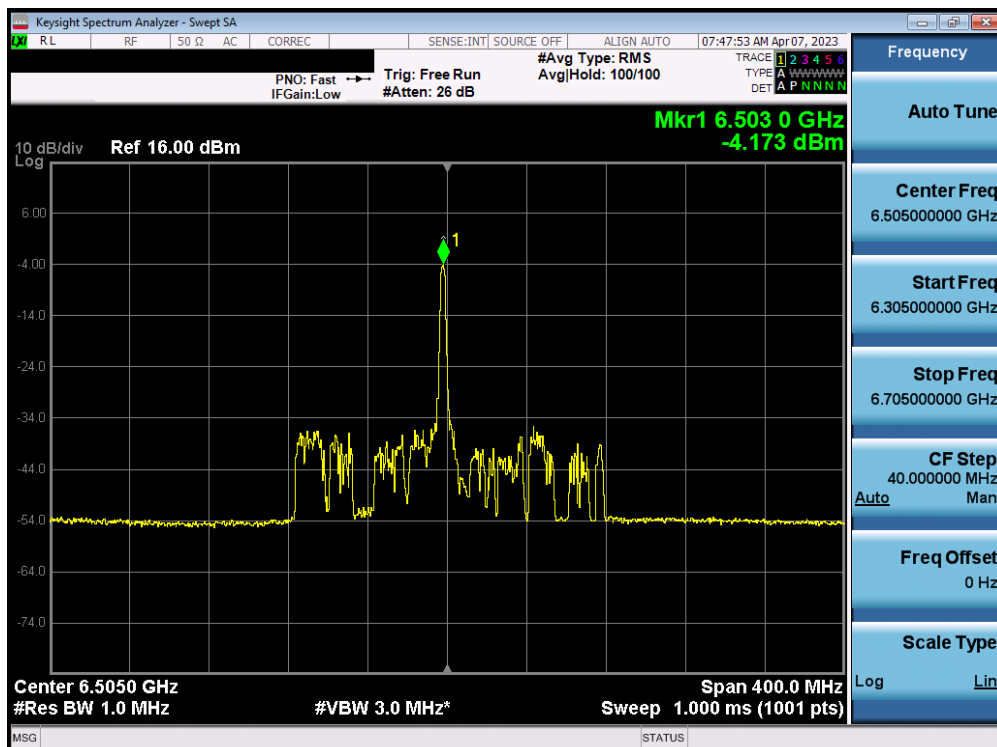 Keysight Spectrum Analyzer - Swept SA
LXI RL RF 50 Ω AC CORREC SENSE:INT SOURCE OFF ALIGN AUTO 07:47:53 AM Apr 07, 2023
PNO: Fast Trig: Free Run #Avg Type: RMS TRACE 1 2 3 4 5 6
IFGain:Low #Atten: 26 dB Avg|Hold: 100/100 TYPE A WWWWW
DET A P N N N N
Mkr1 6.503 0 GHz
-4.173 dBm
10 dB/div Ref 16.00 dBm
Log
1
6.00
-4.00
-14.0
-24.0
-34.0
-44.0
-54.0
-64.0
-74.0
Center 6.5050 GHz Span 400.0 MHz
#Res BW 1.0 MHz #VBW 3.0 MHz* Sweep 1.000 ms (1001 pts)
MSG STATUS
Frequency
Auto Tune
Center Freq
6.505000000 GHz
Start Freq
6.305000000 GHz
Stop Freq
6.705000000 GHz
CF Step
40.000000 MHz
Auto Man
Freq Offset
0 Hz
Scale Type
Log Lin